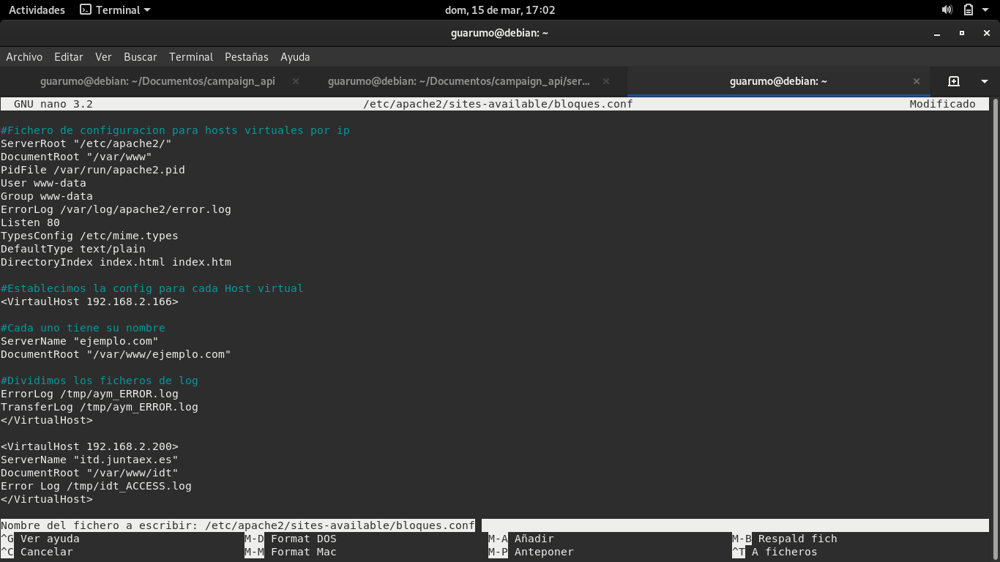 Actividades Terminal dom, 15 de mar, 17:02
guarumo@debian: ~
Archivo Editar Ver Buscar Terminal Pestañas Ayuda
guarumo@debian: ~/Documentos/campaign_api guarumo@debian: ~/Documentos/campaign_api/ser... guarumo@debian: ~
GNU nano 3.2 /etc/apache2/sites-available/bloques.conf Modificado
#Fichero de configuracion para hosts virtuales por ip
ServerRoot "/etc/apache2/"
DocumentRoot "/var/www"
PidFile /var/run/apache2.pid
User www-data
Group www-data
ErrorLog /var/log/apache2/error.log
Listen 80
TypesConfig /etc/mime.types
DefaultType text/plain
DirectoryIndex index.html index.htm
#Establecimos la config para cada Host virtual
<VirtaulHost 192.168.2.166>
#Cada uno tiene su nombre
ServerName "ejemplo.com"
DocumentRoot "/var/www/ejemplo.com"
#Dividimos los ficheros de log
ErrorLog /tmp/aym_ERROR.log
TransferLog /tmp/aym_ERROR.log
</VirtualHost>
<VirtaulHost 192.168.2.200>
ServerName "itd.juntaex.es"
DocumentRoot "/var/www/idt"
Error Log /tmp/idt_ACCESS.log
</VirtualHost>
Nombre del fichero a escribir: /etc/apache2/sites-available/bloques.conf
^G Ver ayuda M-D Format DOS M-A Añadir M-B Respald fich
^C Cancelar M-M Format Mac M-P Anteponer ^T A ficheros